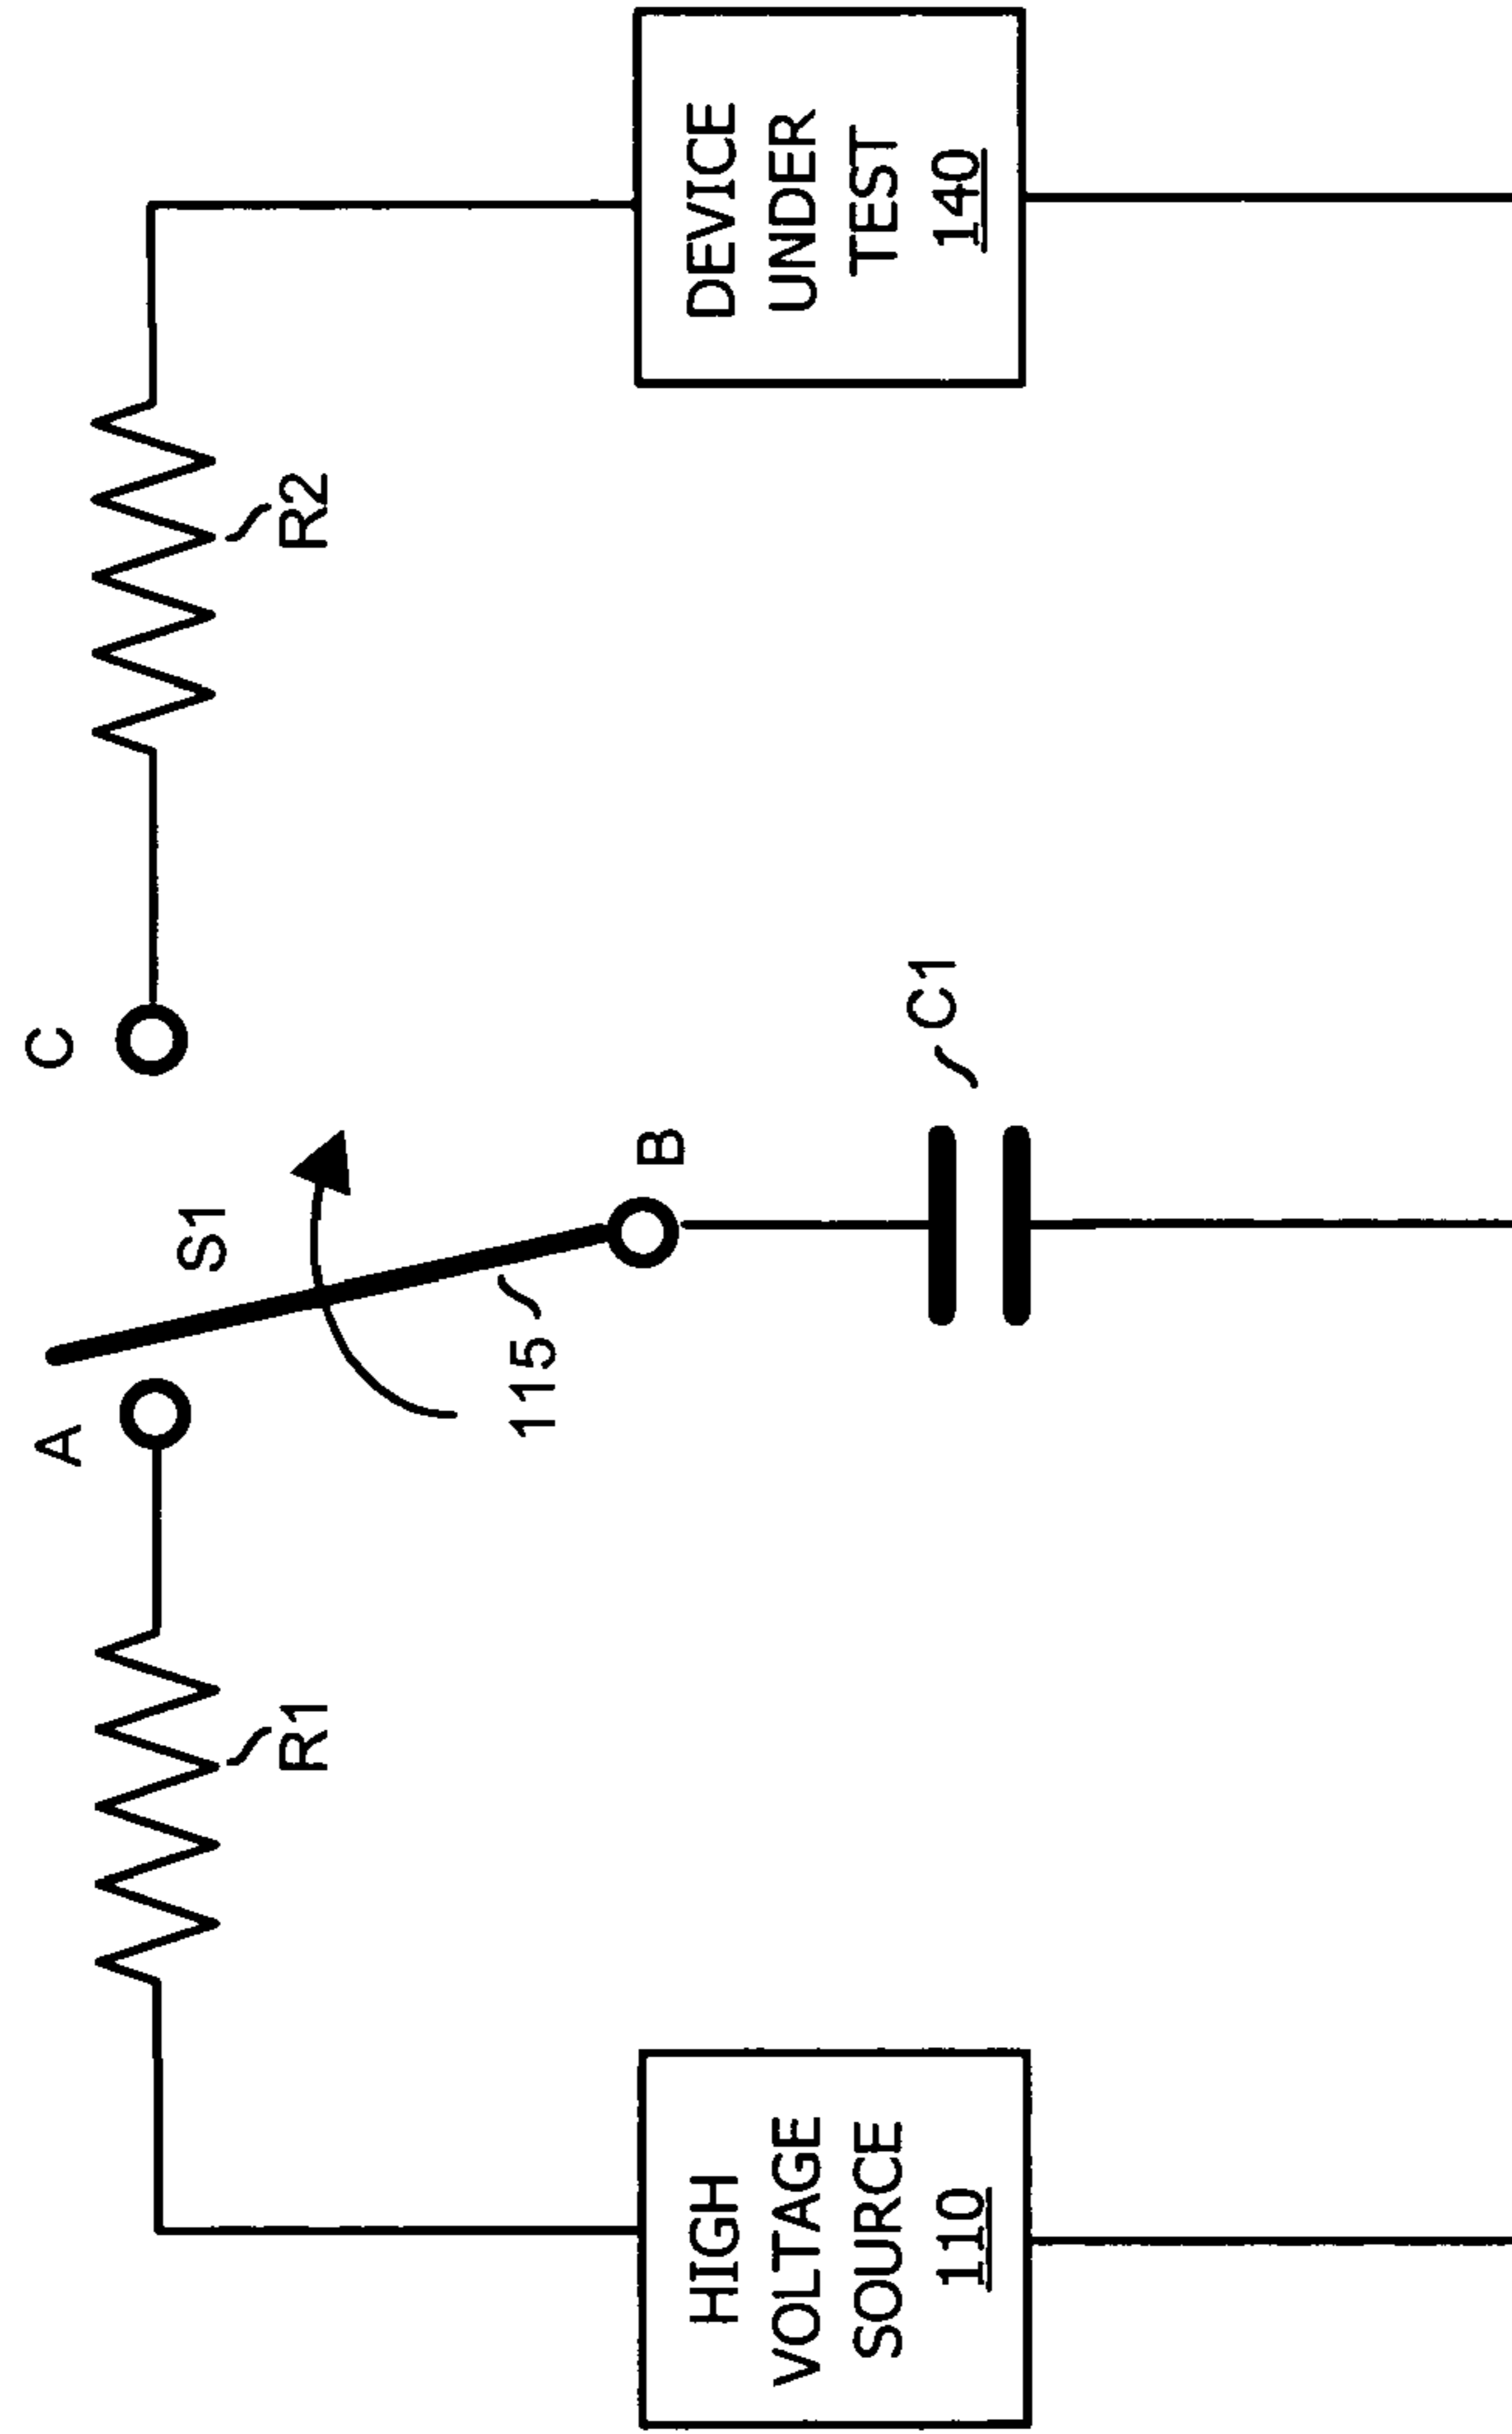 A
S1
C
R1
R2
115
B
HIGH
VOLTAGE
SOURCE
110
C1
DEVICE
UNDER
TEST
140